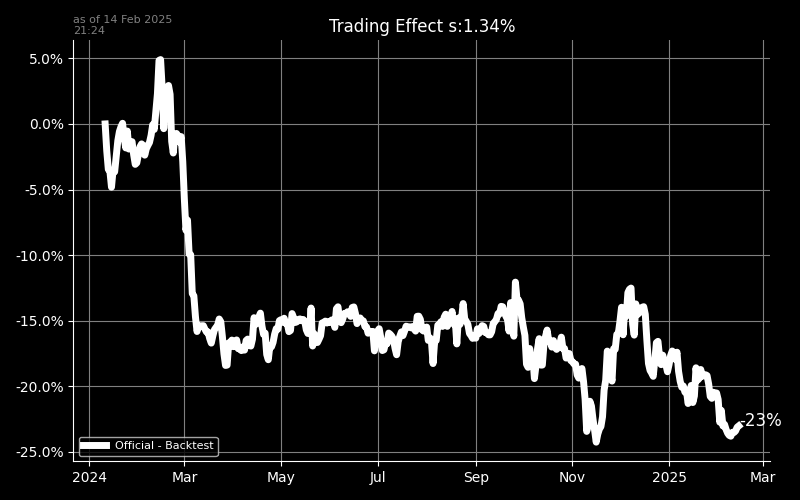 as of 14 Feb 2025
21:24
Trading Effect s:1.34%
5.0%
0.0%
-5.0%
-10.0%
-15.0%
-20.0%
-25.0%
-23%
Official - Backtest
2024 Mar May Jul Sep Nov 2025 Mar